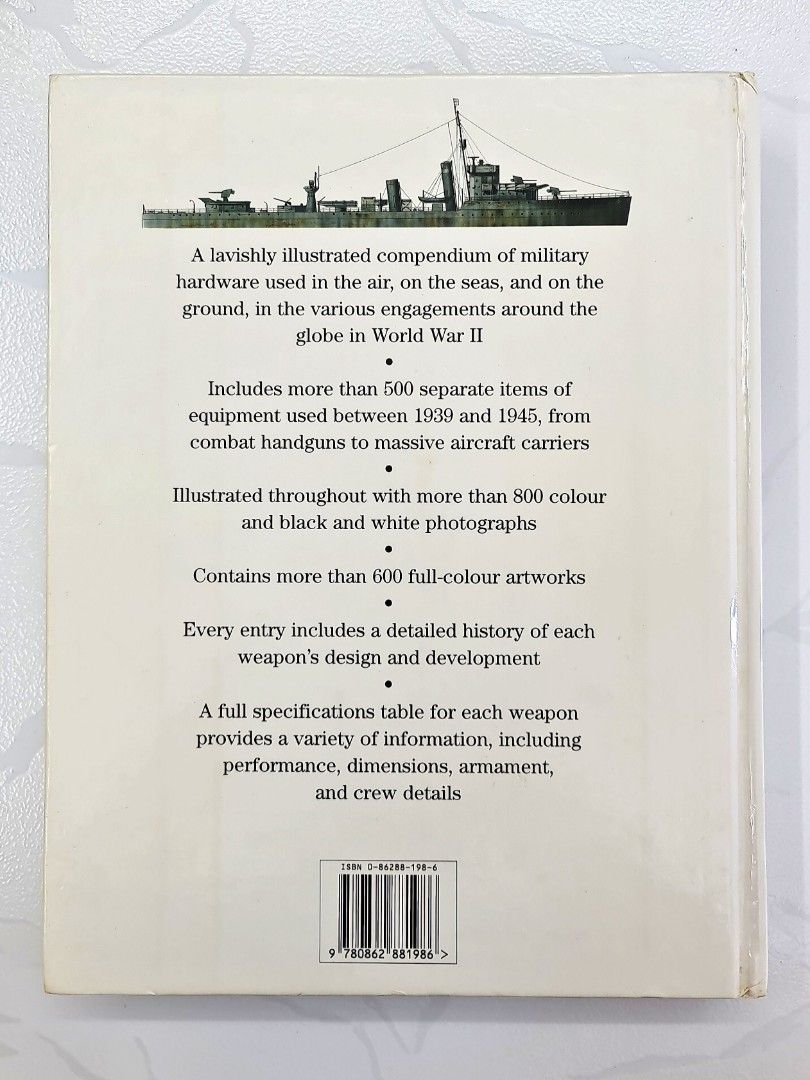 A lavishly illustrated compendium of military
hardware used in the air, on the seas, and on the
ground, in the various engagements around the
globe in World War II
•
Includes more than 500 separate items of
equipment used between 1939 and 1945, from
combat handguns to massive aircraft carriers
•
Illustrated throughout with more than 800 colour
and black and white photographs
•
Contains more than 600 full-colour artworks
•
Every entry includes a detailed history of each
weapon's design and development
•
A full specifications table for each weapon
provides a variety of information, including
performance, dimensions, armament,
and crew details
ISBN 0-86288-198-6
9 780862 881986 >